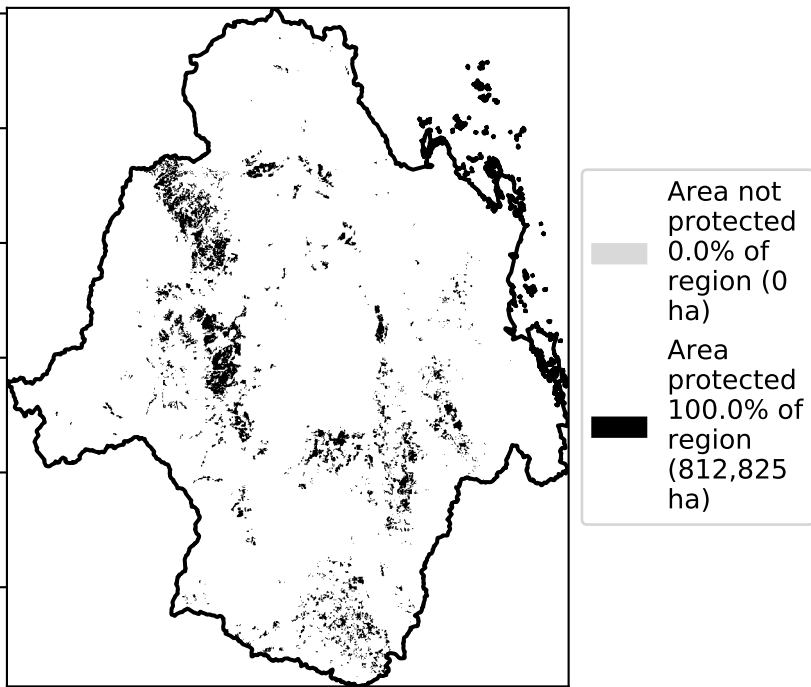 Area not
protected
0.0% of
region (0
ha)
Area
protected
100.0% of
region
(812,825
ha)